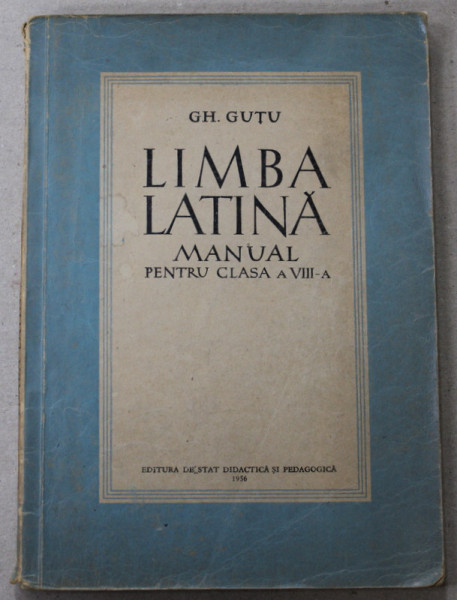 GH. GUȚU
LIMBA
LATINĂ
MANUAL
PENTRU CLASA A VIII-A
EDITURA DE STAT DIDACTICĂ ȘI PEDAGOGICĂ
1956